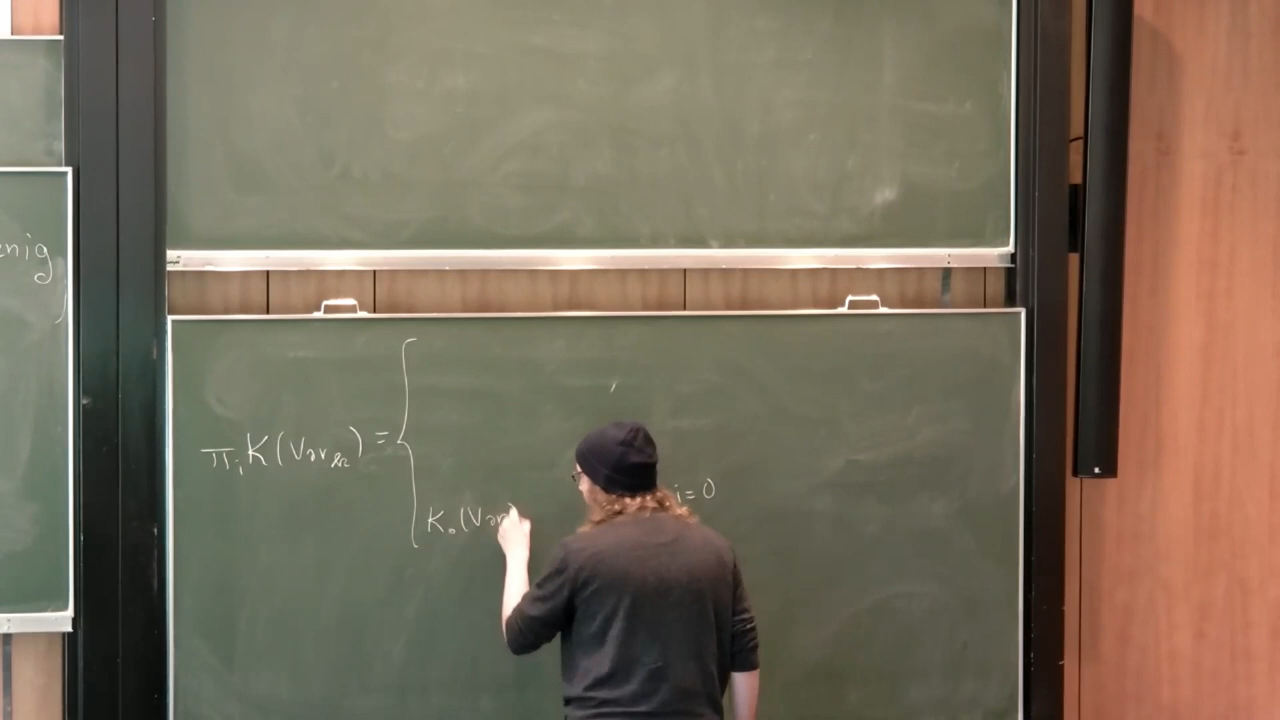 enig
π_i K(Var_k) = {
i = 0
K_0(Var